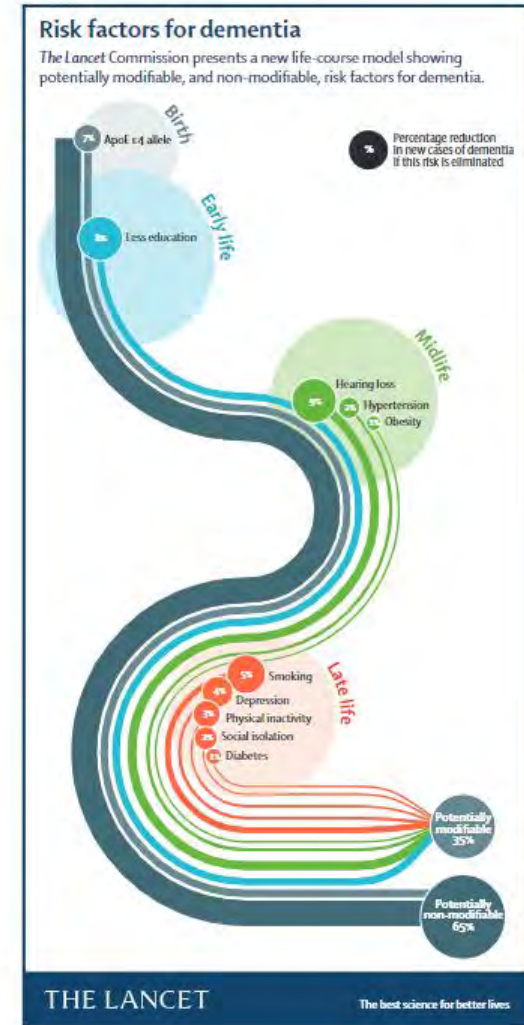 Risk factors for dementia
The Lancet Commission presents a new life-course model showing
potentially modifiable, and non-modifiable, risk factors for dementia.
Birth
7%
ApoE ε4 allele
%
Percentage reduction
in new cases of dementia
if this risk is eliminated
Early life
8%
Less education
Midlife
Hearing loss
9%
2%
Hypertension
Obesity
Late life
5%
Smoking
4%
Depression
3%
Physical inactivity
2%
Social isolation
Diabetes
Potentially
modifiable
35%
Potentially
non-modifiable
65%
THE LANCET
The best science for better lives